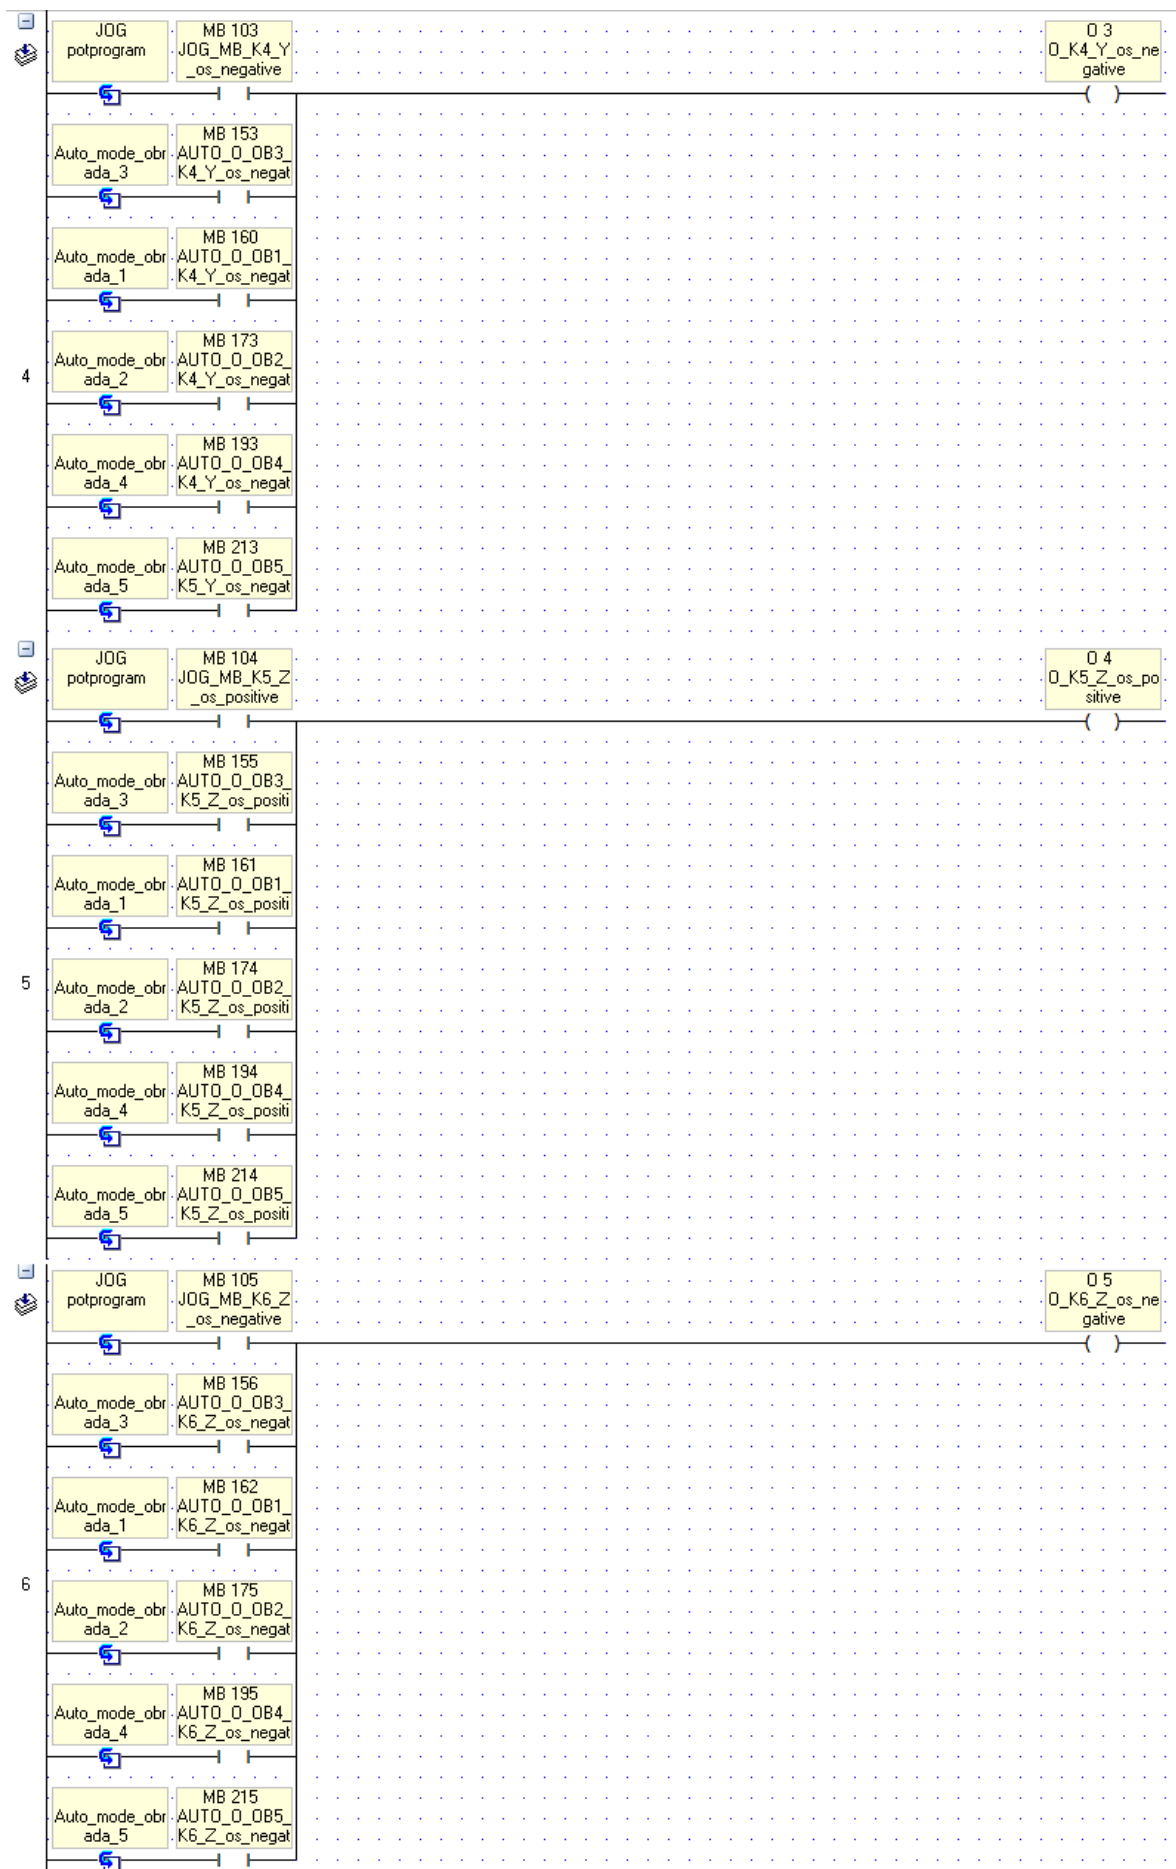 JOG
potprogram
MB 103
JOG_MB_K4_Y
_os_negative
O 3
O_K4_Y_os_ne
gative
Auto_mode_obr
ada_3
MB 153
AUTO_O_OB3_
K4_Y_os_negat
Auto_mode_obr
ada_1
MB 160
AUTO_O_OB1_
K4_Y_os_negat
4
Auto_mode_obr
ada_2
MB 173
AUTO_O_OB2_
K4_Y_os_negat
Auto_mode_obr
ada_4
MB 193
AUTO_O_OB4_
K4_Y_os_negat
Auto_mode_obr
ada_5
MB 213
AUTO_O_OB5_
K5_Y_os_negat
JOG
potprogram
MB 104
JOG_MB_K5_Z
_os_positive
O 4
O_K5_Z_os_po
sitive
Auto_mode_obr
ada_3
MB 155
AUTO_O_OB3_
K5_Z_os_positi
Auto_mode_obr
ada_1
MB 161
AUTO_O_OB1_
K5_Z_os_positi
5
Auto_mode_obr
ada_2
MB 174
AUTO_O_OB2_
K5_Z_os_positi
Auto_mode_obr
ada_4
MB 194
AUTO_O_OB4_
K5_Z_os_positi
Auto_mode_obr
ada_5
MB 214
AUTO_O_OB5_
K5_Z_os_positi
JOG
potprogram
MB 105
JOG_MB_K6_Z
_os_negative
O 5
O_K6_Z_os_ne
gative
Auto_mode_obr
ada_3
MB 156
AUTO_O_OB3_
K6_Z_os_negat
Auto_mode_obr
ada_1
MB 162
AUTO_O_OB1_
K6_Z_os_negat
6
Auto_mode_obr
ada_2
MB 175
AUTO_O_OB2_
K6_Z_os_negat
Auto_mode_obr
ada_4
MB 195
AUTO_O_OB4_
K6_Z_os_negat
Auto_mode_obr
ada_5
MB 215
AUTO_O_OB5_
K6_Z_os_negat